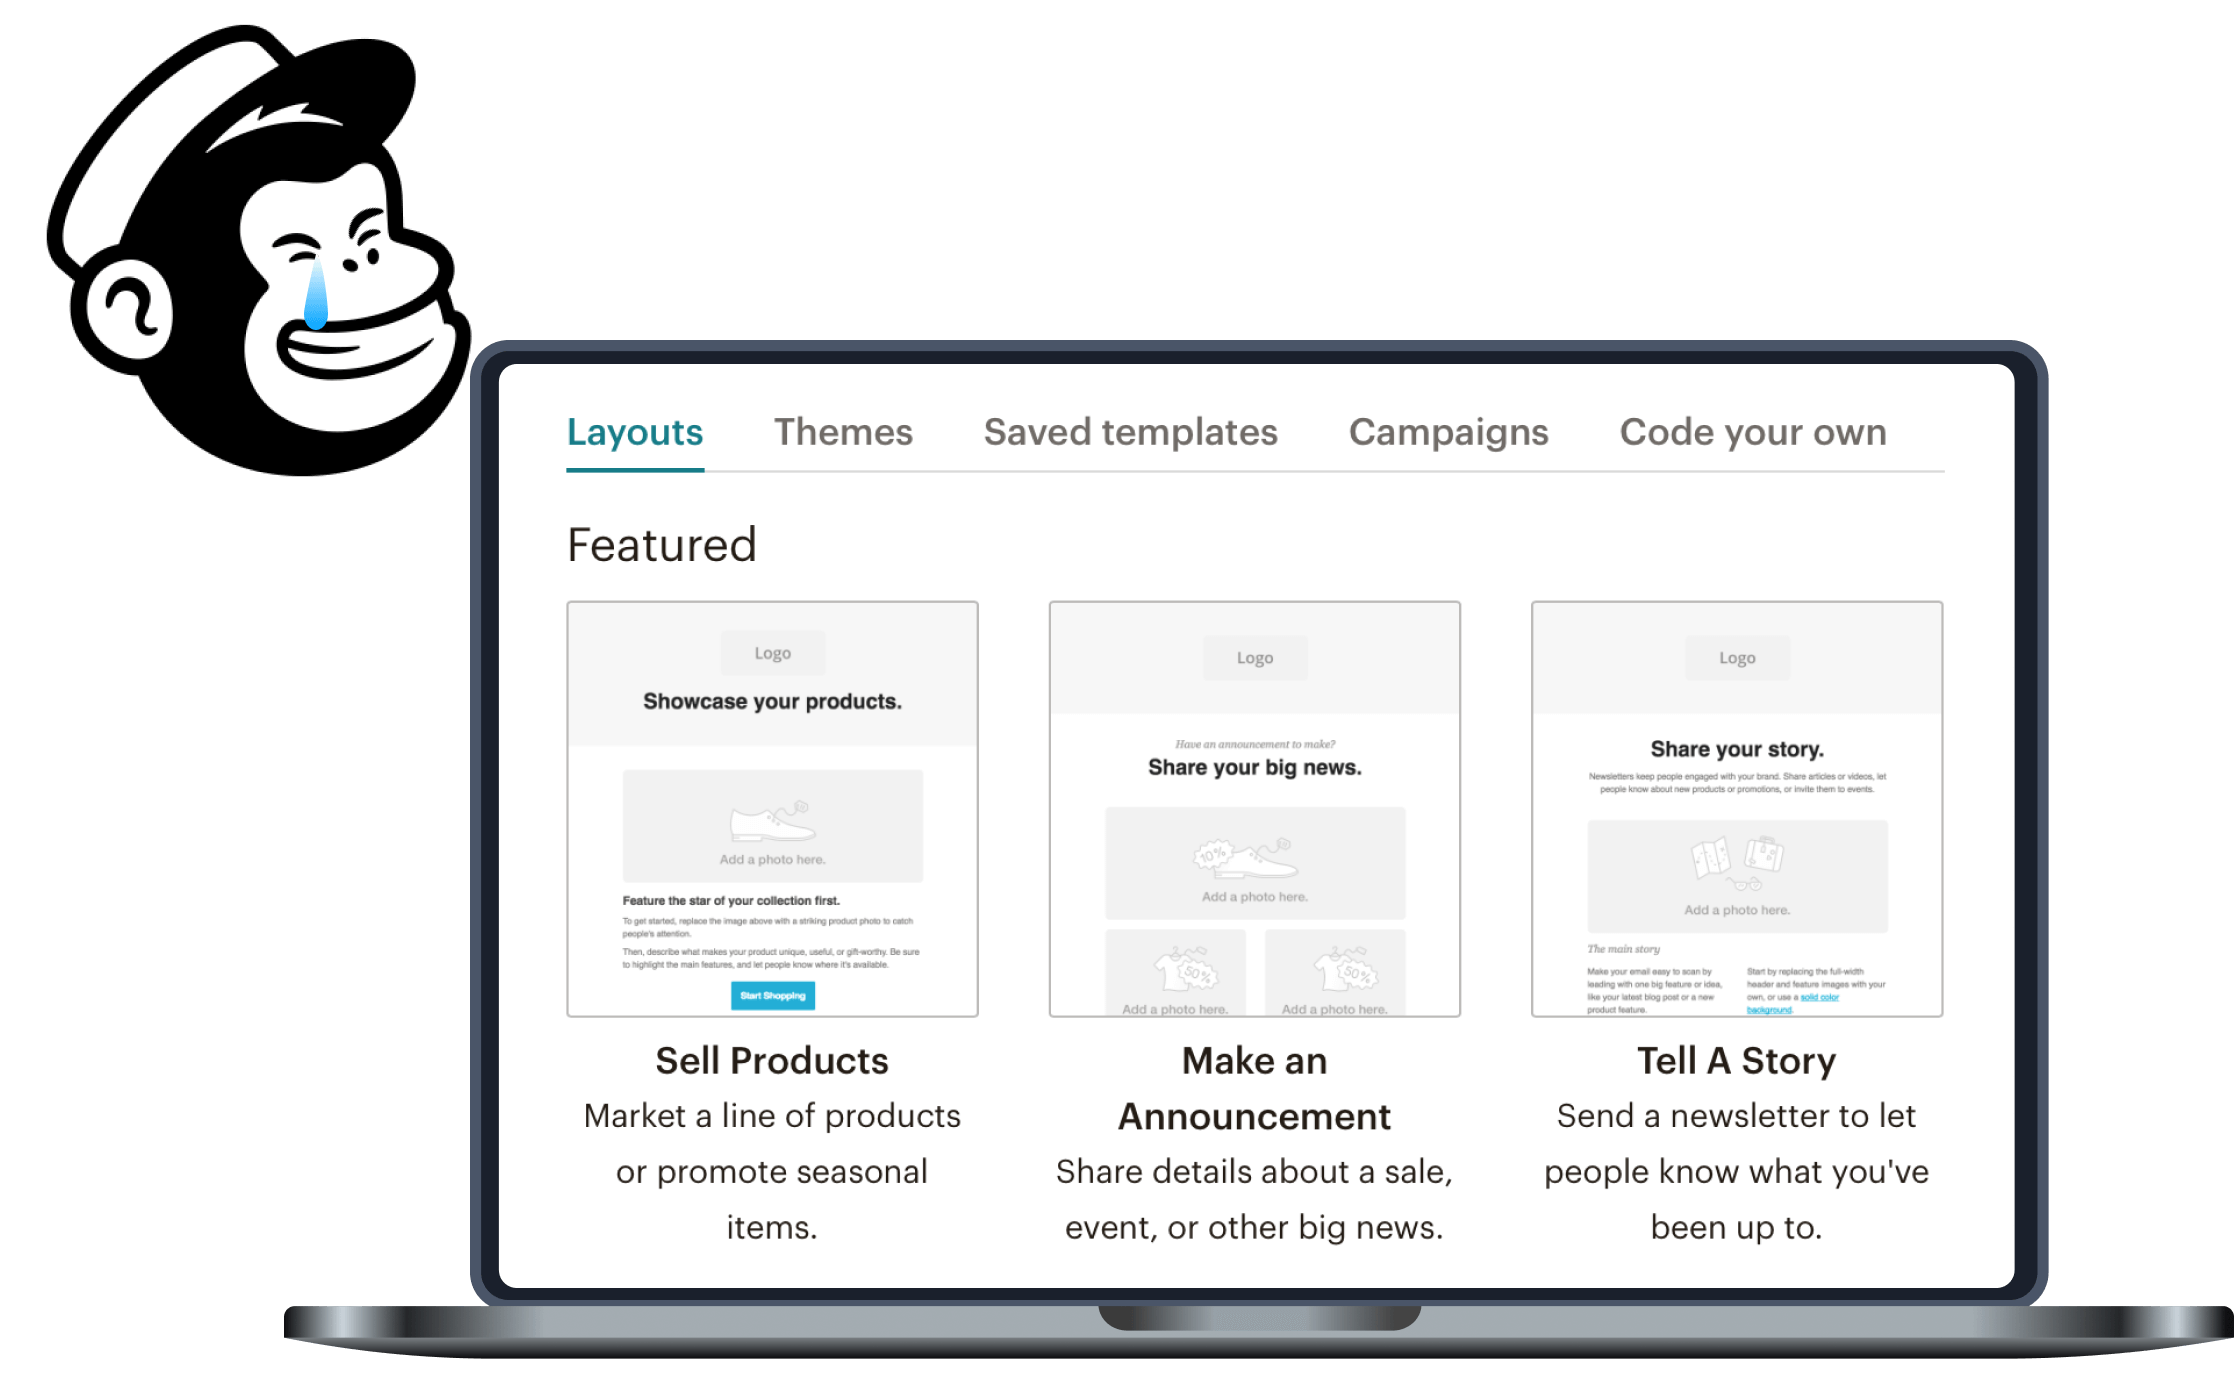 Layouts Themes Saved templates Campaigns Code your own
Featured
Logo
Showcase your products.
Add a photo here.
Feature the star of your collection first.
To get started, replace the image above with a striking product photo to catch
people's attention.
Then, describe what makes your product unique, useful, or gift-worthy. Be sure
to highlight the main features, and let people know where it's available.
Start Shopping
Sell Products
Market a line of products
or promote seasonal
items.
Logo
Have an announcement to make?
Share your big news.
10%
Add a photo here.
50%
Add a photo here.
50%
Add a photo here.
Make an
Announcement
Share details about a sale,
event, or other big news.
Logo
Share your story.
Newsletters keep people engaged with your brand. Share articles or videos, let
people know about new products or promotions, or invite them to events.
Add a photo here.
The main story
Make your email easy to scan by
leading with one big feature or idea,
like your latest blog post or a new
product feature.
Start by replacing the full-width
header and feature images with your
own, or use a solid color
background.
Tell A Story
Send a newsletter to let
people know what you've
been up to.